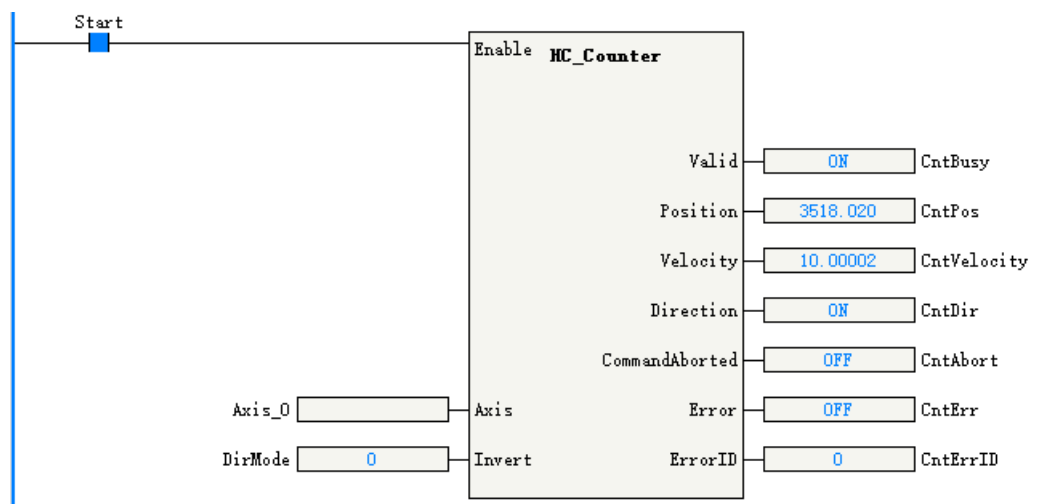 Start
Enable HC_Counter
Valid ON CntBusy
Position 3518.020 CntPos
Velocity 10.00002 CntVelocity
Direction ON CntDir
CommandAborted OFF CntAbort
Axis_0 Axis Error OFF CntErr
DirMode 0 Invert ErrorID 0 CntErrID